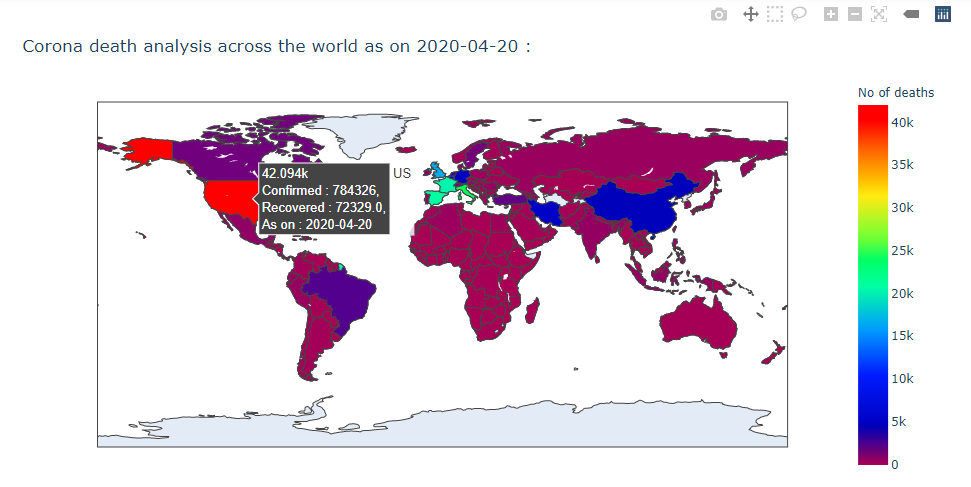 Corona death analysis across the world as on 2020-04-20 :
No of deaths
42.094k
Confirmed : 784326,
Recovered : 72329.0,
As on : 2020-04-20
US
40k
35k
30k
25k
20k
15k
10k
5k
0